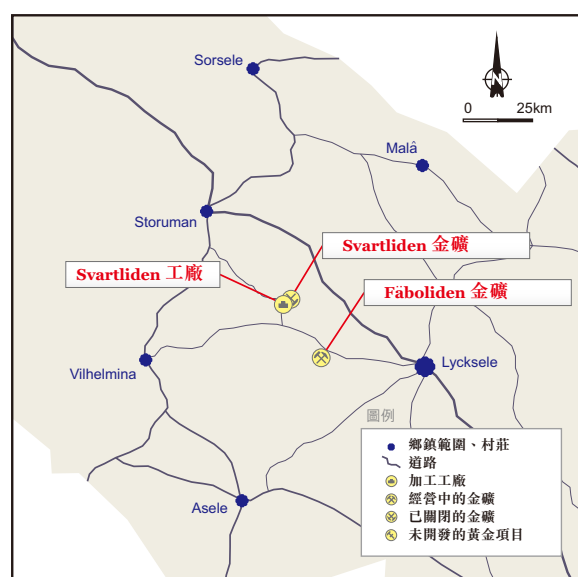 Sorsele
N
0 25km
Malå
Storuman
Svartliden 金礦
Svartliden 工廠
Fäboliden 金礦
Vilhelmina
Lycksele
圖例
鄉鎮範圍、村莊
道路
加工工廠
經營中的金礦
已關閉的金礦
未開發的黃金項目
Asele